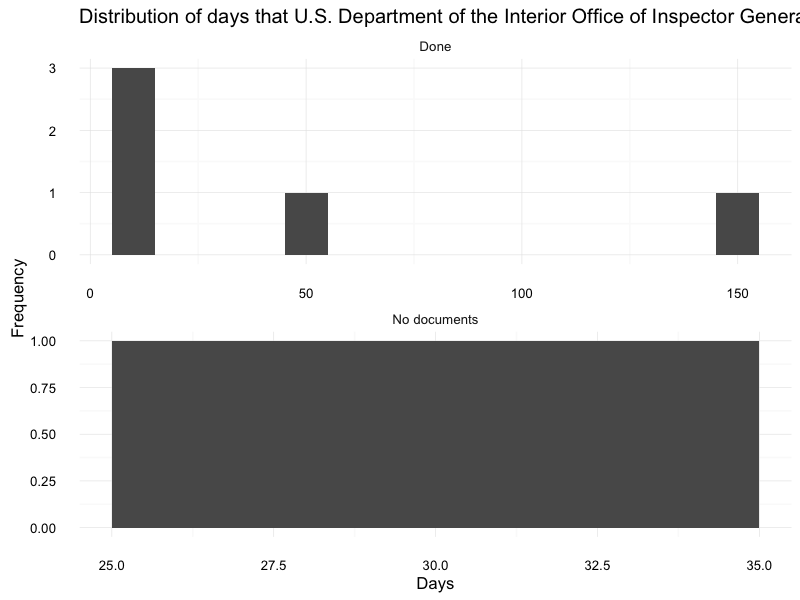 Distribution of days that U.S. Department of the Interior Office of Inspector Genera
Done
3
2
1
0
0 50 100 150
Frequency
No documents
1.00
0.75
0.50
0.25
0.00
25.0 27.5 30.0 32.5 35.0
Days